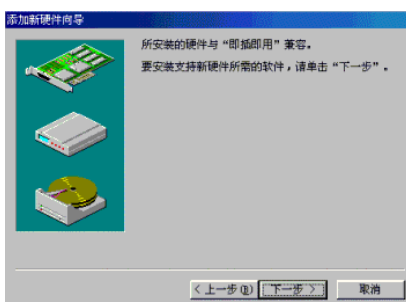 添加新硬件向导
所安装的硬件与“即插即用”兼容。
要安装支持新硬件所需的软件，请单击“下一步”。
<上一步(B)
下一步 >
取消